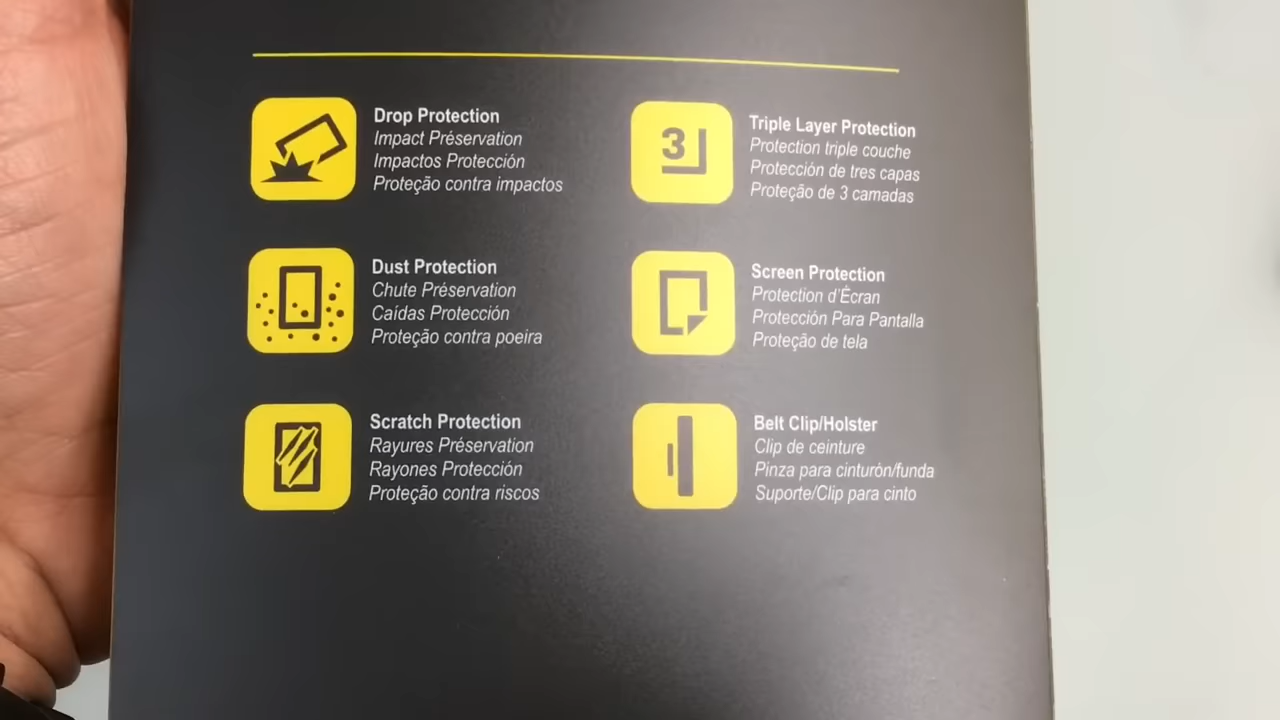 Drop Protection
Impact Préservation
Impactos Protección
Proteção contra impactos
3
Triple Layer Protection
Protection triple couche
Protección de tres capas
Proteção de 3 camadas
Dust Protection
Chute Préservation
Caídas Protección
Proteção contra poeira
Screen Protection
Protection d'Écran
Protección Para Pantalla
Proteção de tela
Scratch Protection
Rayures Préservation
Rayones Protección
Proteção contra riscos
Belt Clip/Holster
Clip de ceinture
Pinza para cinturón/funda
Suporte/Clip para cinto